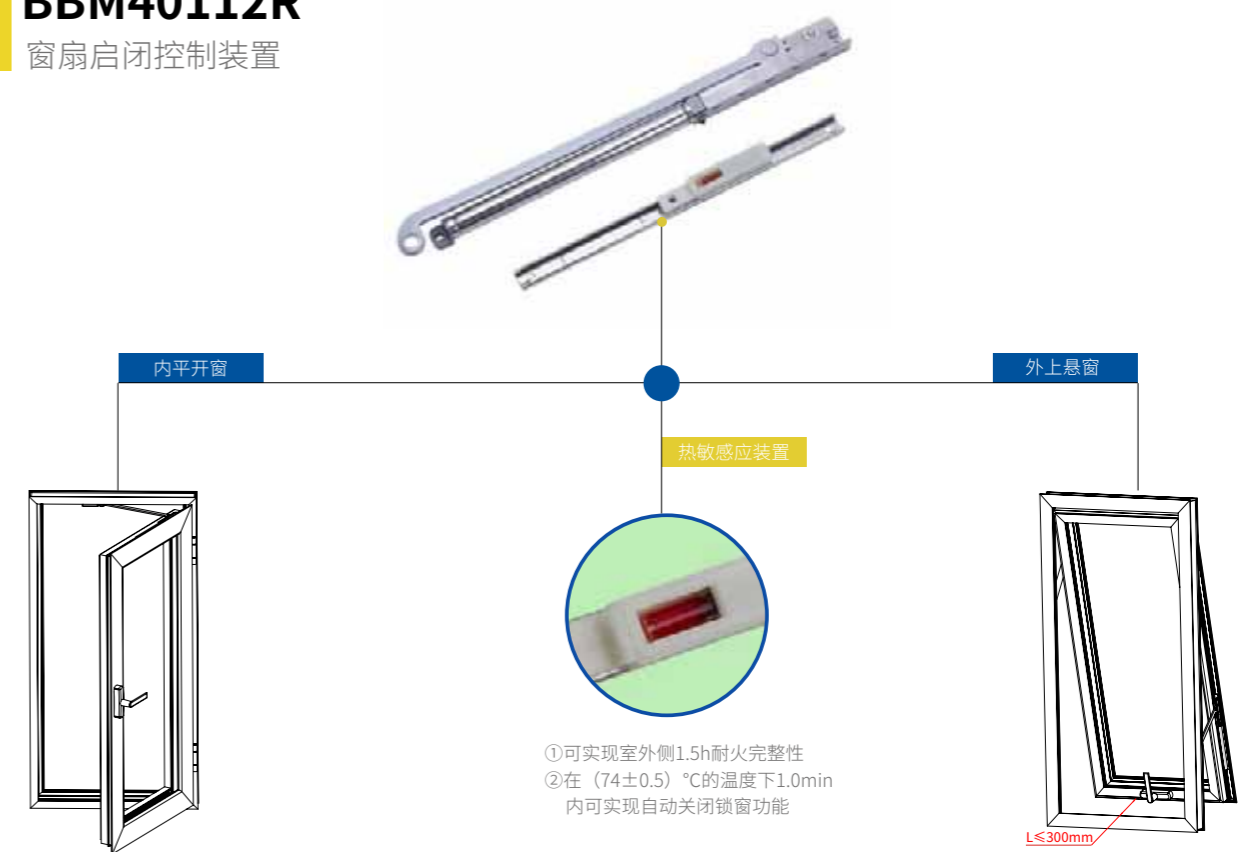 BBM40112R
窗扇启闭控制装置
内平开窗
外上悬窗
热敏感应装置
①可实现室外侧1.5h耐火完整性
②在（74±0.5）℃的温度下1.0min
内可实现自动关闭锁窗功能
L≤300mm